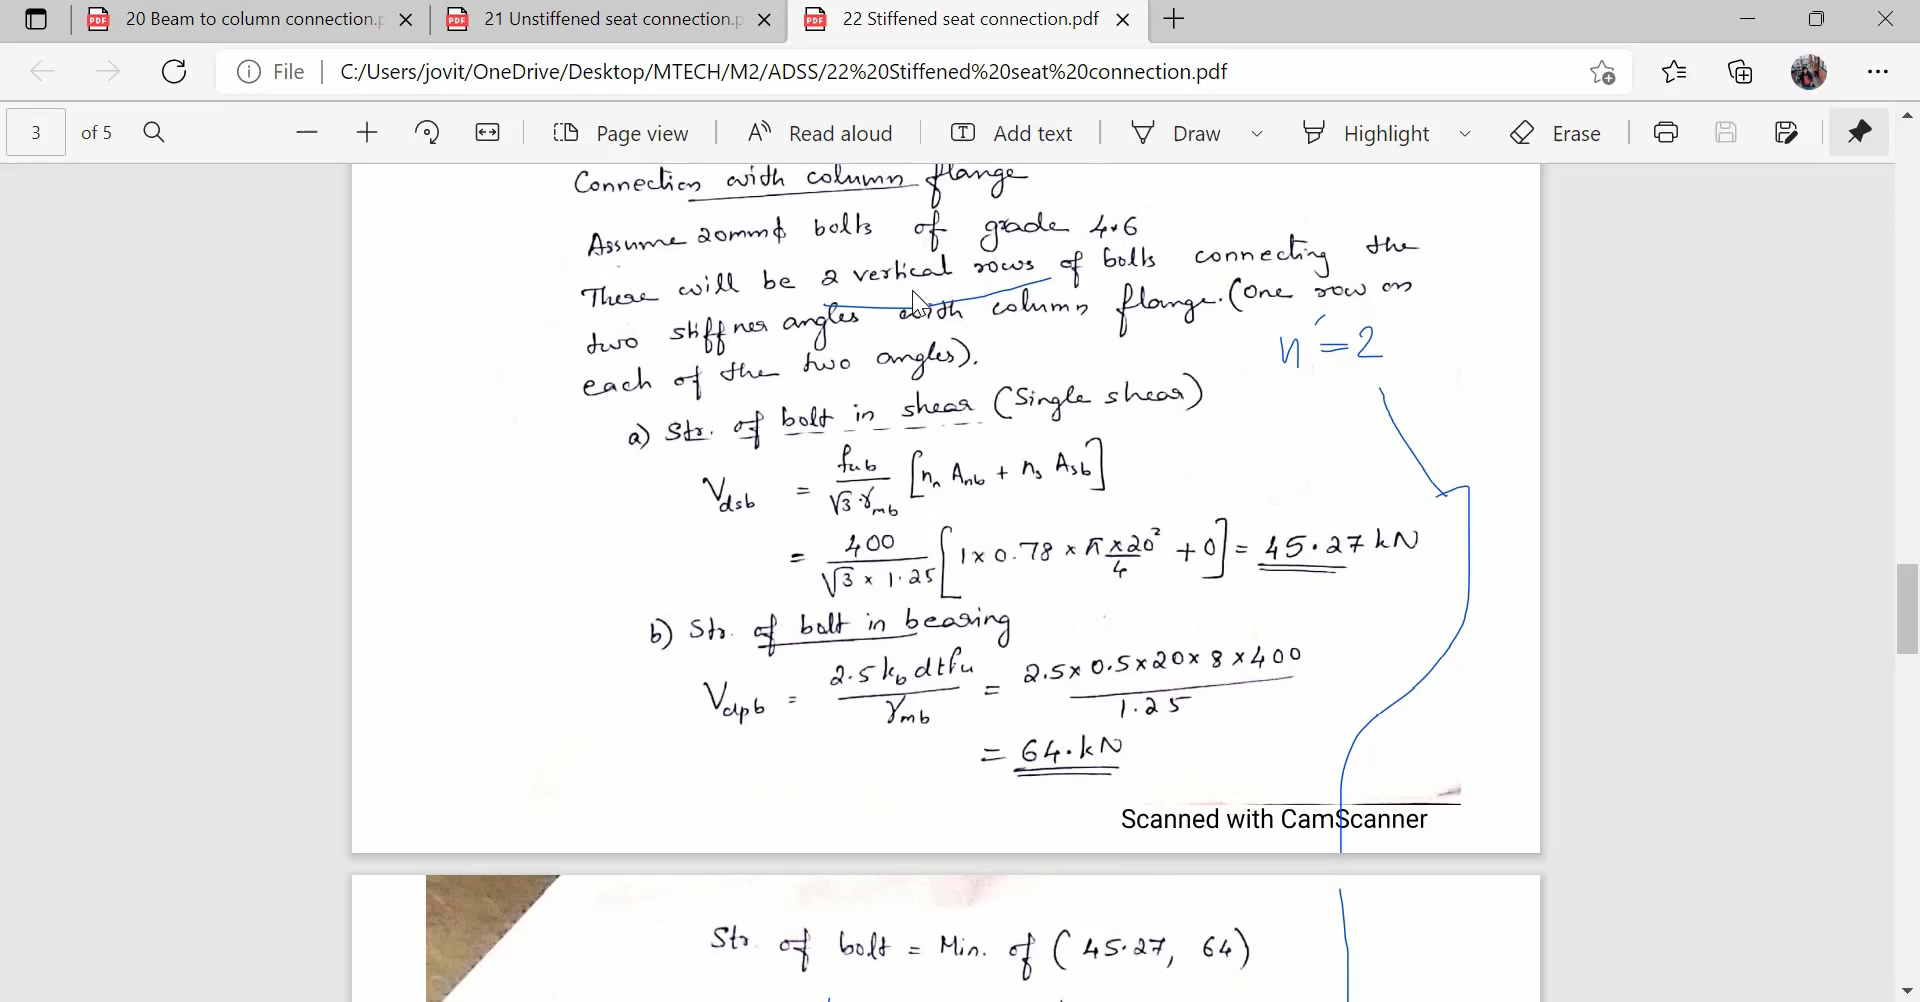 20 Beam to column connection.p
21 Unstiffened seat connection.p
22 Stiffened seat connection.pdf
File
C:/Users/jovit/OneDrive/Desktop/MTECH/M2/ADSS/22%20Stiffened%20seat%20connection.pdf
3 of 5
Page view
Read aloud
Add text
Draw
Highlight
Erase
Connection with column flange
Assume 20mmϕ bolts of grade 4.6
There will be 2 vertical rows of bolts connecting the
two stiffner angles with column flange. (One row on
each of the two angles).
n' = 2
a) Str. of bolt in shear (Single shear)
Vdsb = fub / √3 γmb [nn Anb + ns Asb]
= 400 / √3 × 1.25 [1 × 0.78 × π × 20² / 4 + 0] = 45.27 kN
b) Str. of bolt in bearing
Vdpb = 2.5 kb dt fu / γmb = 2.5 × 0.5 × 20 × 8 × 400 / 1.25
= 64. kN
Scanned with CamScanner
Str. of bolt = Min. of (45.27, 64)